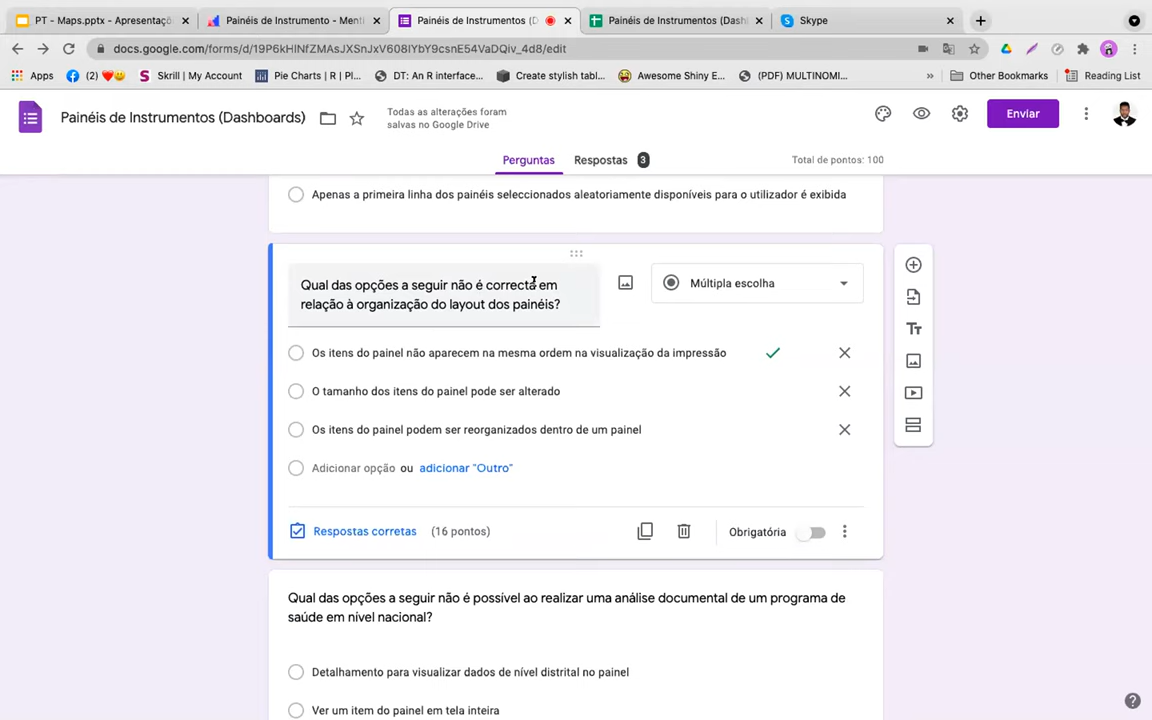 PT - Maps.pptx - Apresentaçõ
Painéis de Instrumento - Menti
Painéis de Instrumentos (D
Painéis de Instrumentos (Dash
Skype
docs.google.com/forms/d/19P6kHlNfZMAsJXSnJxV608lYbY9csnE54VaDQiv_4d8/edit
Apps
(2)
Skrill | My Account
Pie Charts | R | Pl...
DT: An R interface...
Create stylish tabl...
Awesome Shiny E...
(PDF) MULTINOMI...
»
Other Bookmarks
Reading List
Painéis de Instrumentos (Dashboards)
Todas as alterações foram
salvas no Google Drive
Enviar
Perguntas
Respostas
3
Total de pontos: 100
Apenas a primeira linha dos painéis seleccionados aleatoriamente disponíveis para o utilizador é exibida
Qual das opções a seguir não é correcta em
relação à organização do layout dos painéis?
Múltipla escolha
Os itens do painel não aparecem na mesma ordem na visualização da impressão
O tamanho dos itens do painel pode ser alterado
Os itens do painel podem ser reorganizados dentro de um painel
Adicionar opção ou adicionar "Outro"
Respostas corretas
(16 pontos)
Obrigatória
Qual das opções a seguir não é possível ao realizar uma análise documental de um programa de
saúde em nível nacional?
Detalhamento para visualizar dados de nível distrital no painel
Ver um item do painel em tela inteira